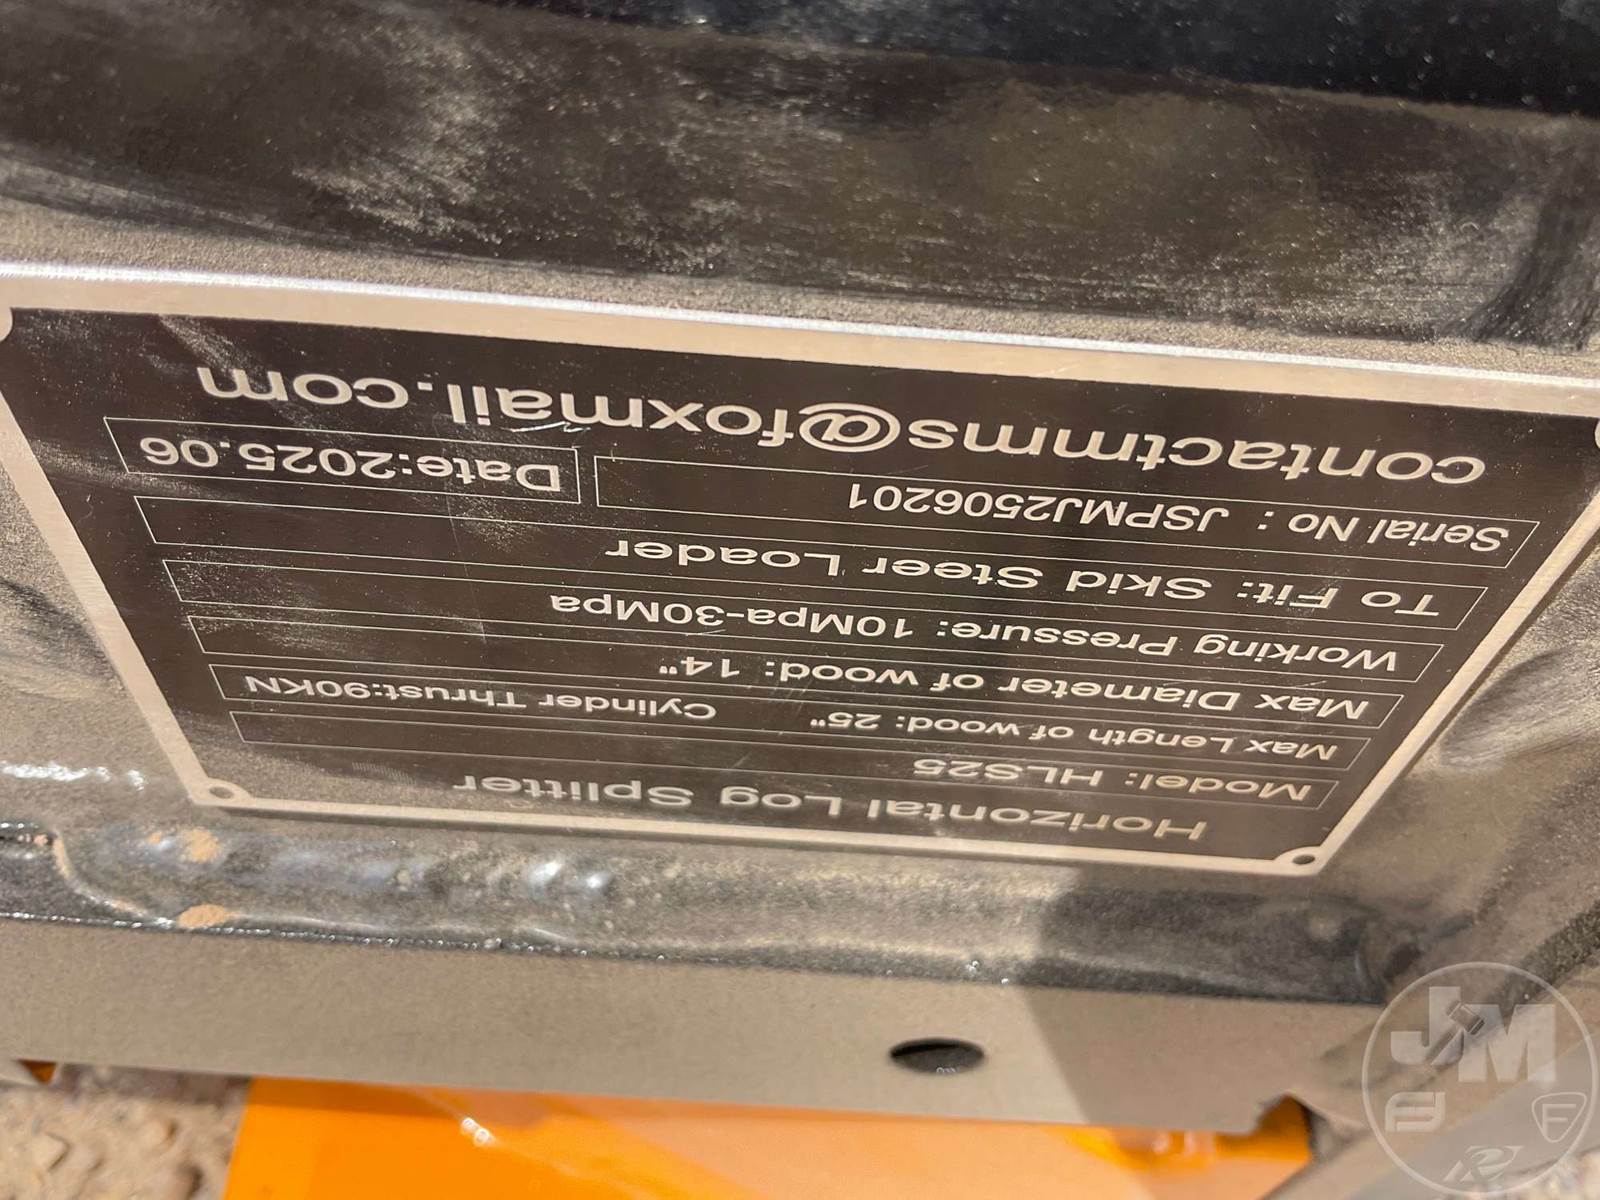 Horizontal Log Splitter
Model: HLS25
Max Length of wood: 25" Cylinder Thrust:90KN
Max Diameter of wood: 14"
Working Pressure: 10Mpa-30Mpa
To Fit: Skid Steer Loader
Serial No : JSPMJ2506201 Date:2025.06
contactmms@foxmail.com
JM